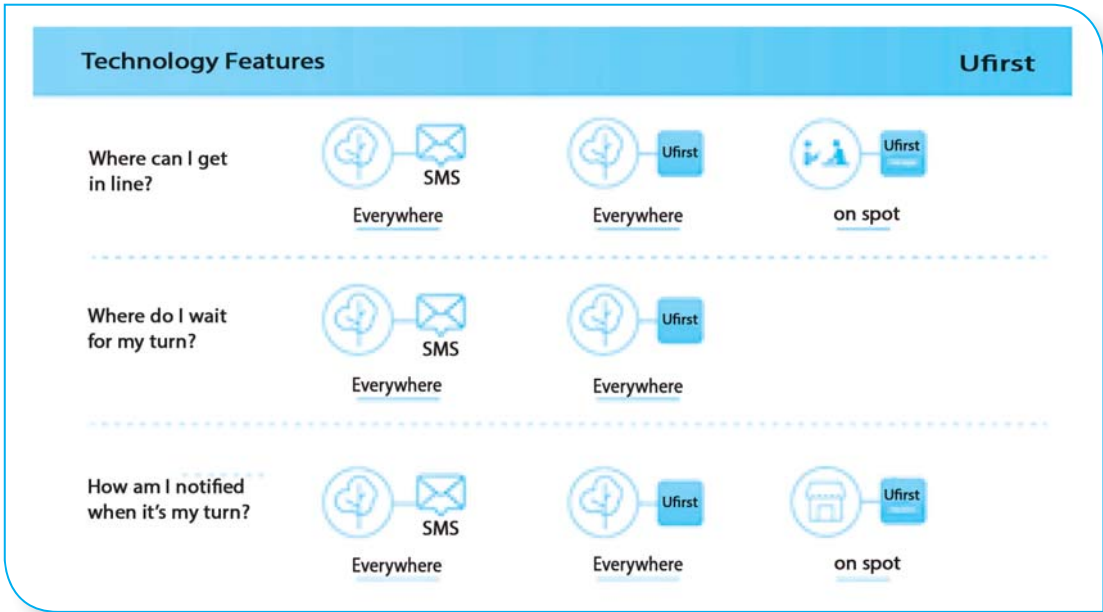 Technology Features
Ufirst
Where can I get
in line?
SMS
Everywhere
Ufirst
Everywhere
Ufirst
on spot
Where do I wait
for my turn?
SMS
Everywhere
Ufirst
Everywhere
How am I notified
when it's my turn?
SMS
Everywhere
Ufirst
Everywhere
Ufirst
on spot